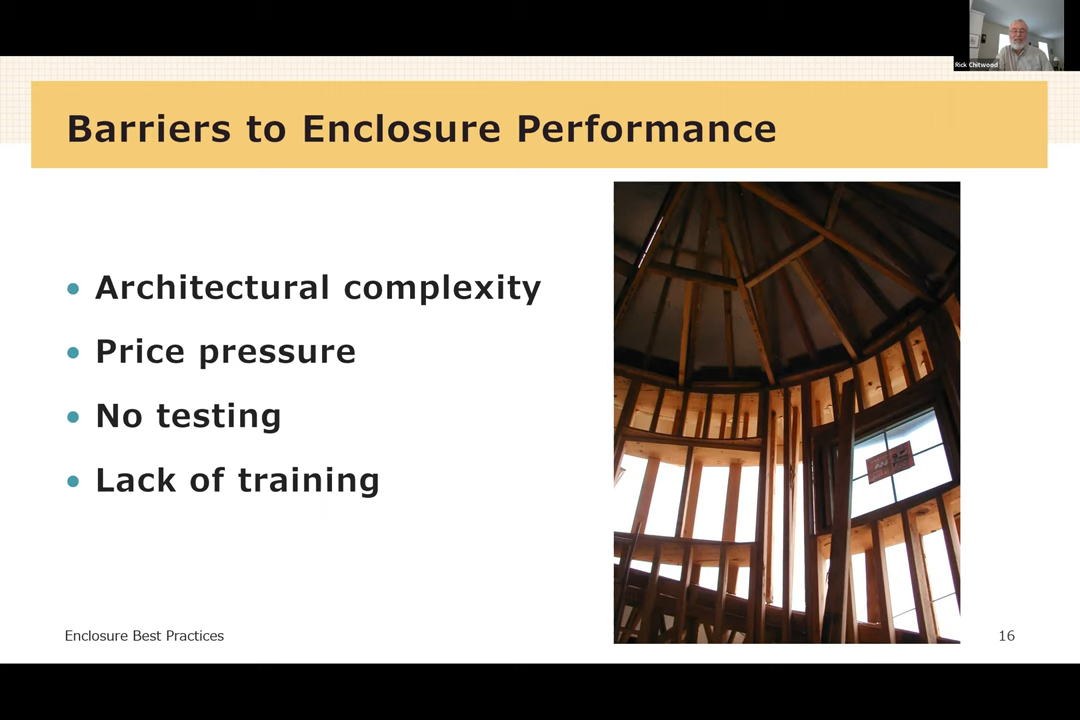 Rick Chitwood
Barriers to Enclosure Performance
• Architectural complexity
• Price pressure
• No testing
• Lack of training
Enclosure Best Practices
16